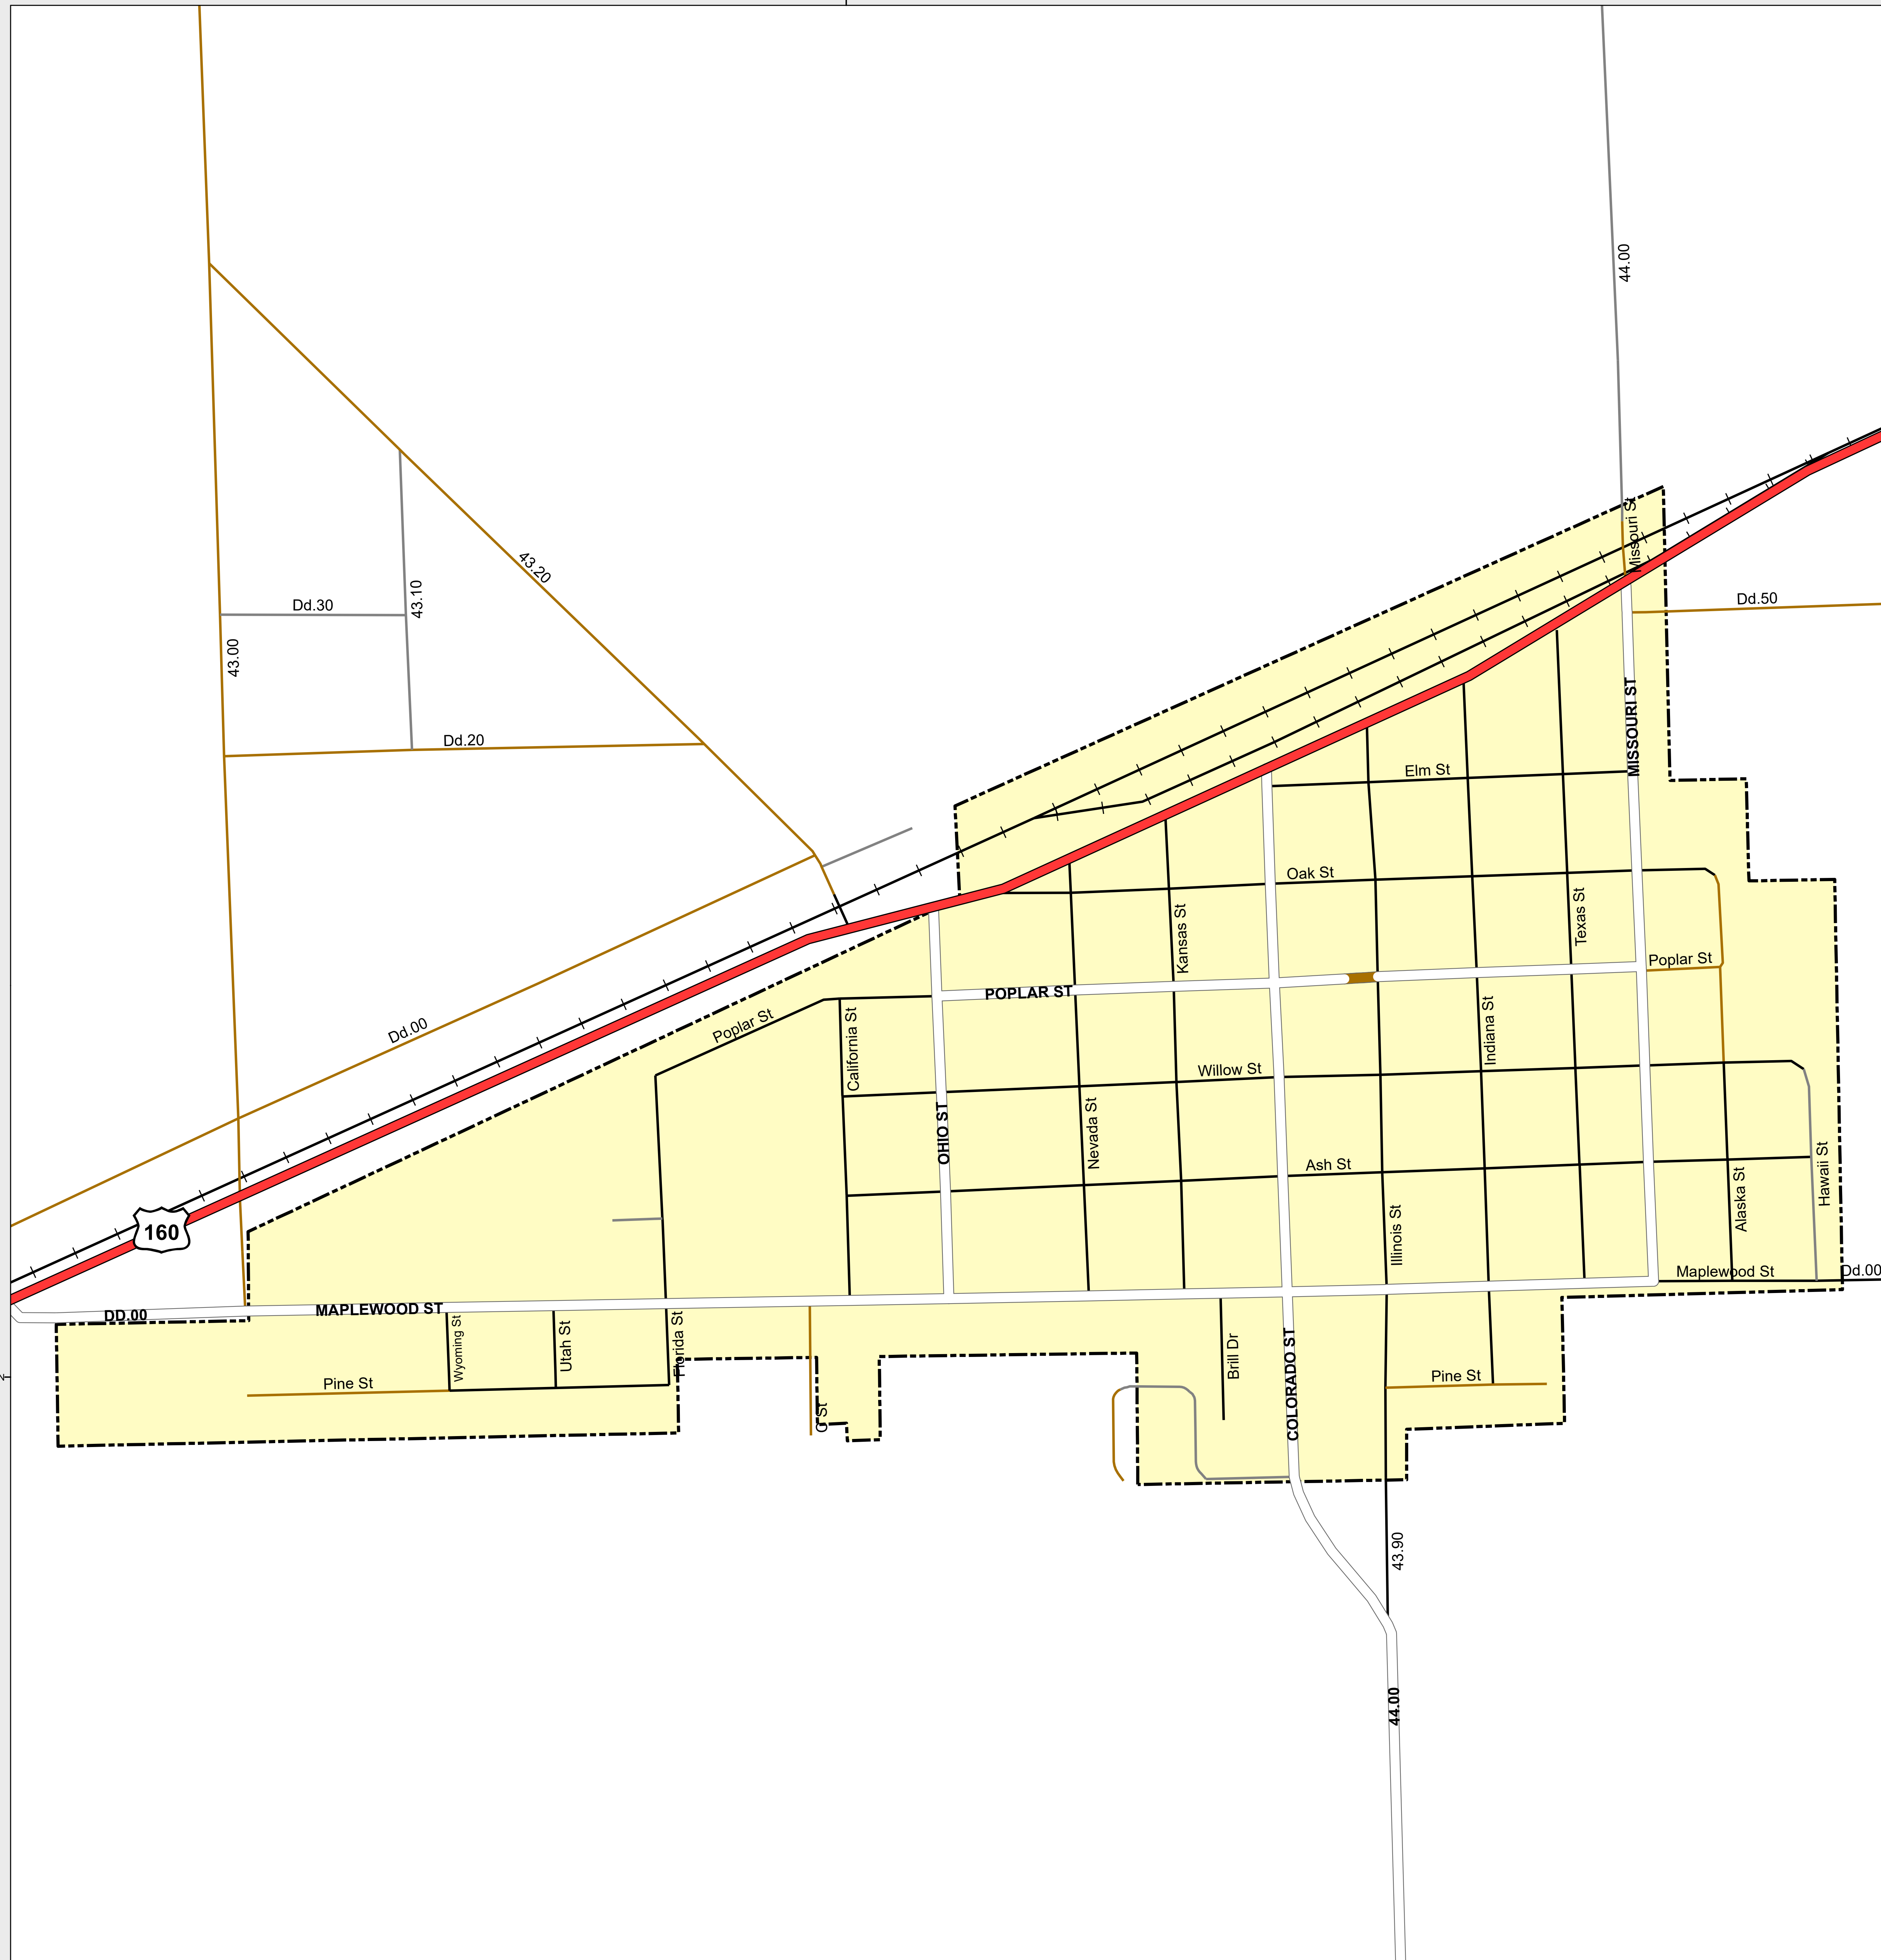 44.00
Missouri St
43.20
Dd.30
43.10
Dd.50
43.00
MISSOURI ST
Dd.20
Elm St
Oak St
Texas St
Kansas St
Poplar St
POPLAR ST
Poplar St
Dd.00
California St
Indiana St
Willow St
OHIO ST
Nevada St
Ash St
Hawaii St
Alaska St
Illinois St
160
Maplewood St
Dd.00
DD.00
MAPLEWOOD ST
Wyoming St
Utah St
Florida St
Brill Dr
COLORADO ST
Pine St
Pine St
C St
43.90
44.00